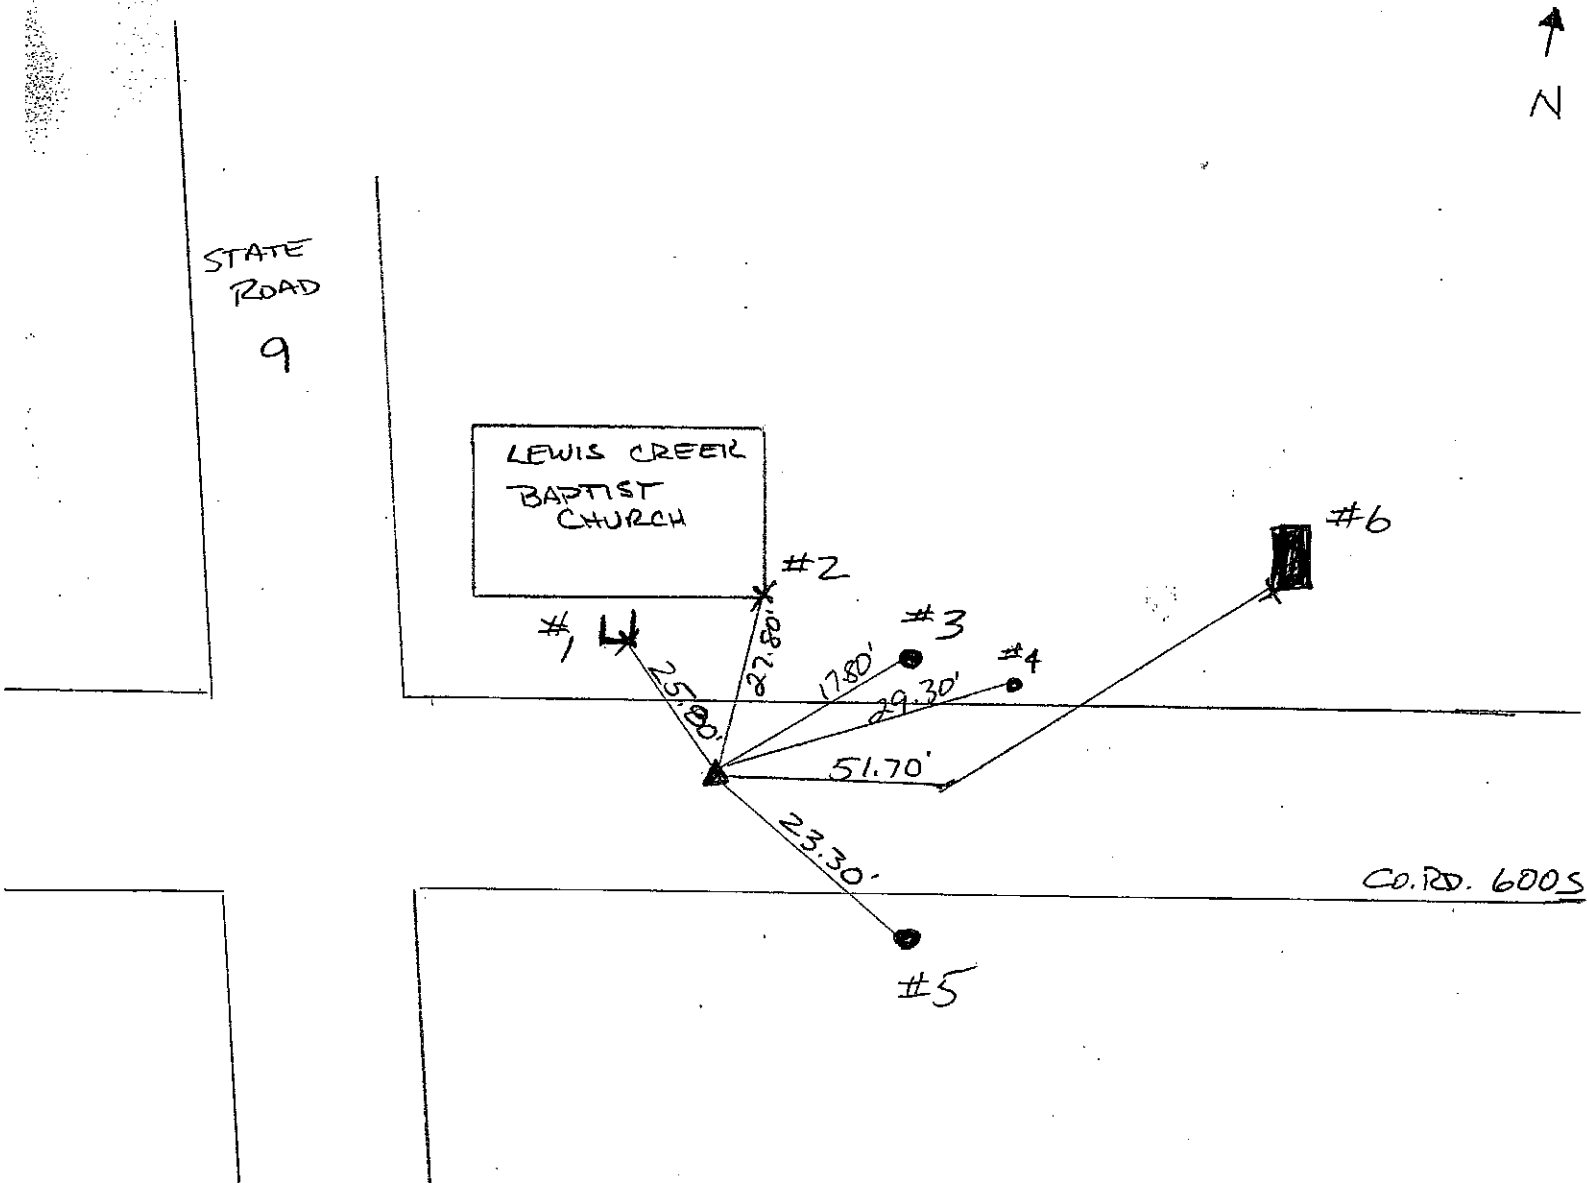 N
STATE
ROAD
9
LEWIS CREEK
BAPTIST
CHURCH
#2
#6
#1
#3
#4
25.00'
27.80'
17.80'
29.30'
51.70'
23.30'
CO. RD. 600S
#5